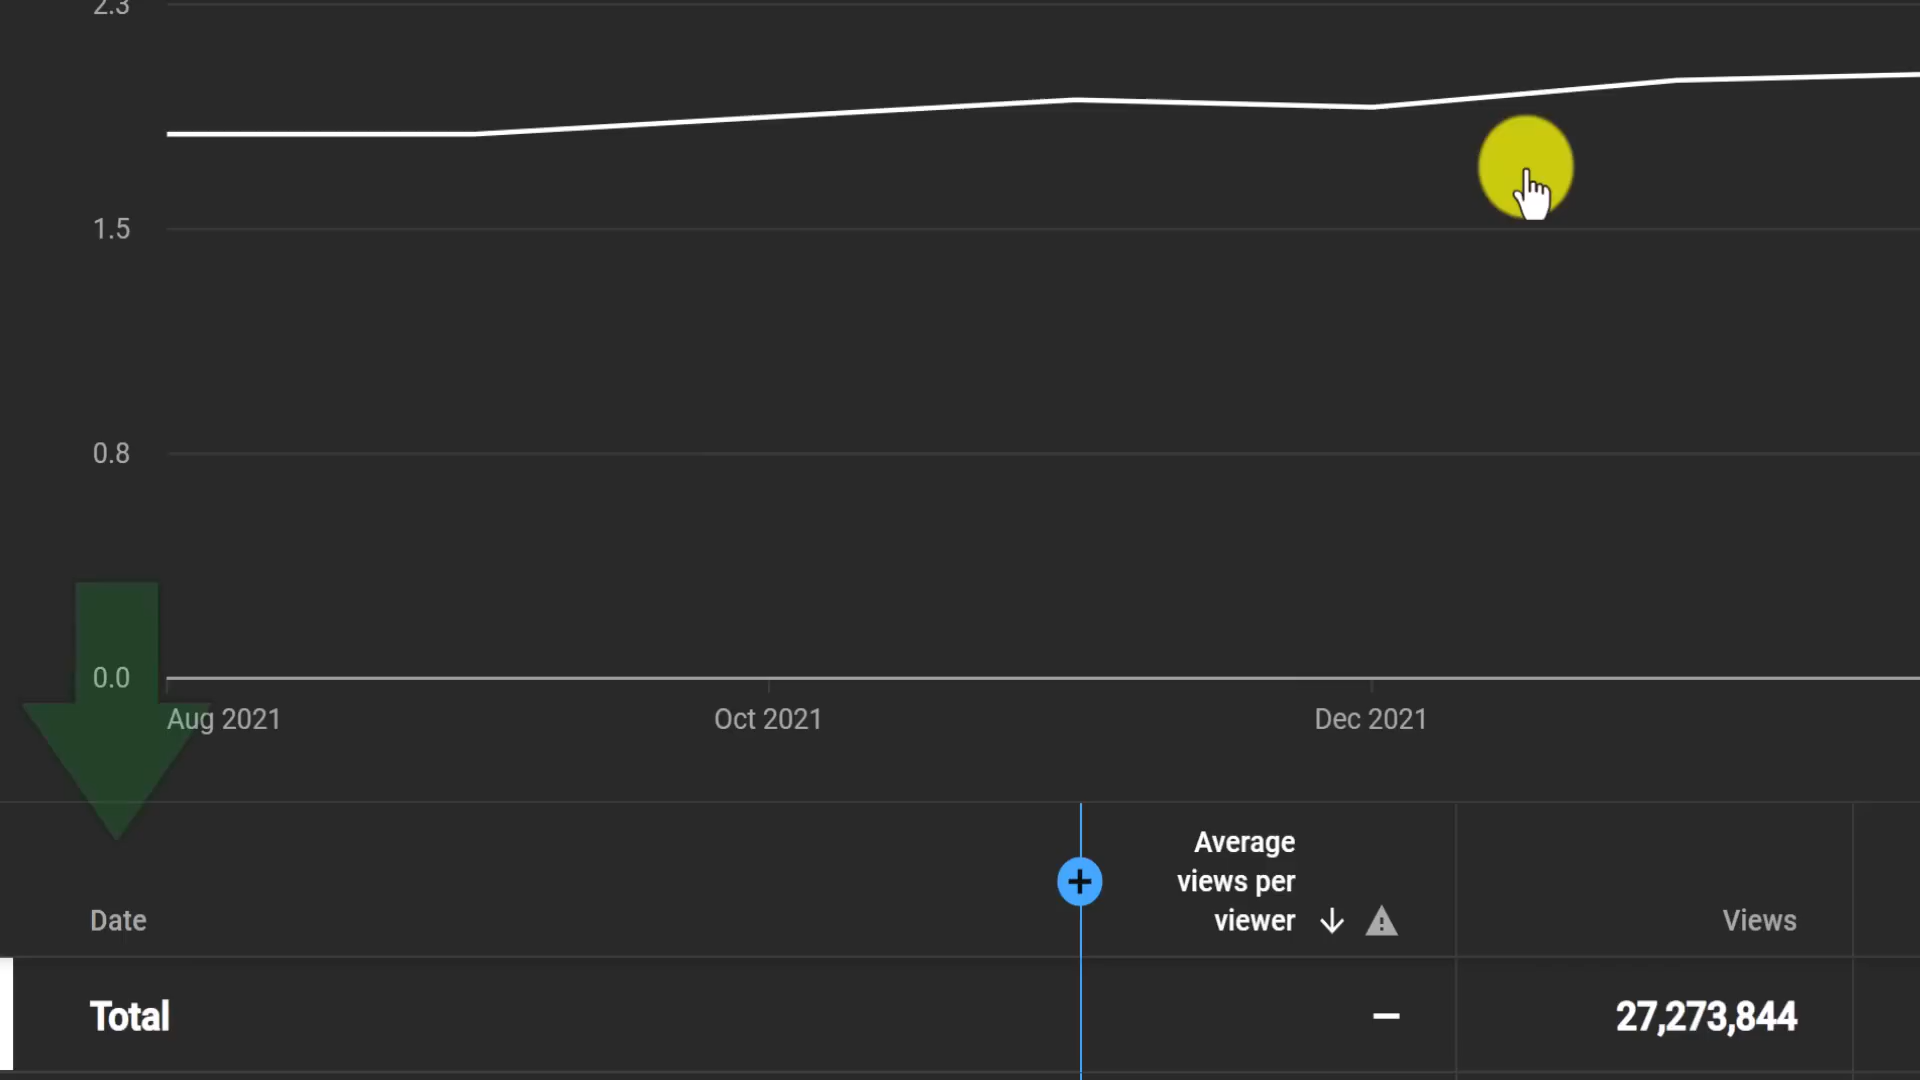 2.3
1.5
0.8
0.0
Aug 2021
Oct 2021
Dec 2021
Average
views per
Date
viewer
Views
Total
–
27,273,844